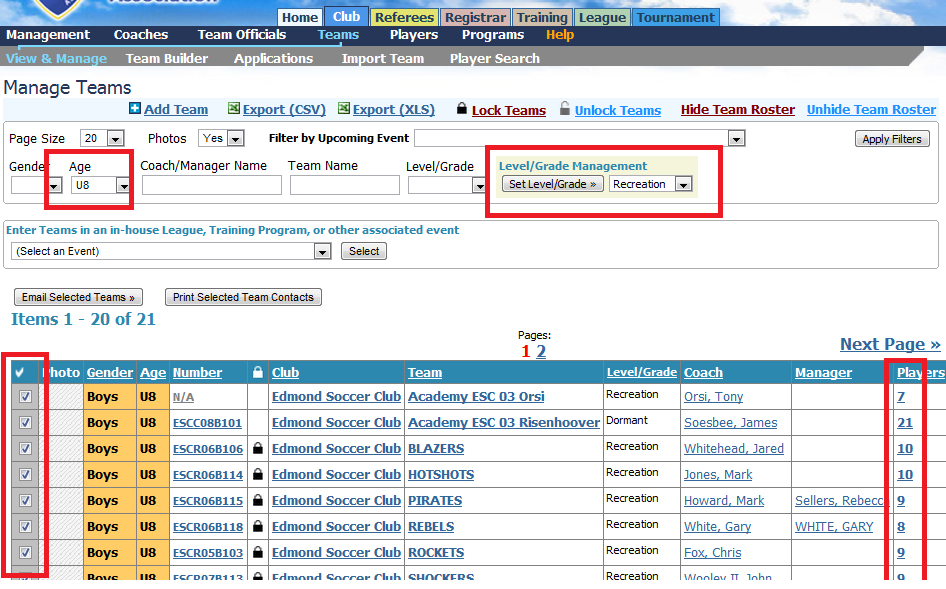 Association
Home Club Referees Registrar Training League Tournament
Management Coaches Team Officials Teams Players Programs Help
View & Manage Team Builder Applications Import Team Player Search
Manage Teams
Add Team Export (CSV) Export (XLS) Lock Teams Unlock Teams Hide Team Roster Unhide Team Roster
Page Size 20 Photos Yes Filter by Upcoming Event Apply Filters
Gender Age Coach/Manager Name Team Name Level/Grade Level/Grade Management
U8 Set Level/Grade » Recreation
Enter Teams in an in-house League, Training Program, or other associated event
(Select an Event) Select
Email Selected Teams » Print Selected Team Contacts
Items 1 - 20 of 21
Pages:
1 2 Next Page »
Photo Gender Age Number Club Team Level/Grade Coach Manager Players
Boys U8 N/A Edmond Soccer Club Academy ESC 03 Orsi Recreation Orsi, Tony 7
Boys U8 ESCC08B101 Edmond Soccer Club Academy ESC 03 Risenhoover Dormant Soesbee, James 21
Boys U8 ESCR06B106 Edmond Soccer Club BLAZERS Recreation Whitehead, Jared 10
Boys U8 ESCR06B114 Edmond Soccer Club HOTSHOTS Recreation Jones, Mark 10
Boys U8 ESCR06B115 Edmond Soccer Club PIRATES Recreation Howard, Mark Sellers, Rebecc 9
Boys U8 ESCR06B118 Edmond Soccer Club REBELS Recreation White, Gary WHITE, GARY 8
Boys U8 ESCR05B103 Edmond Soccer Club ROCKETS Recreation Fox, Chris 9
Boys U8 ESCR07B113 Edmond Soccer Club SHOCKERS Recreation Wooley II, John 9